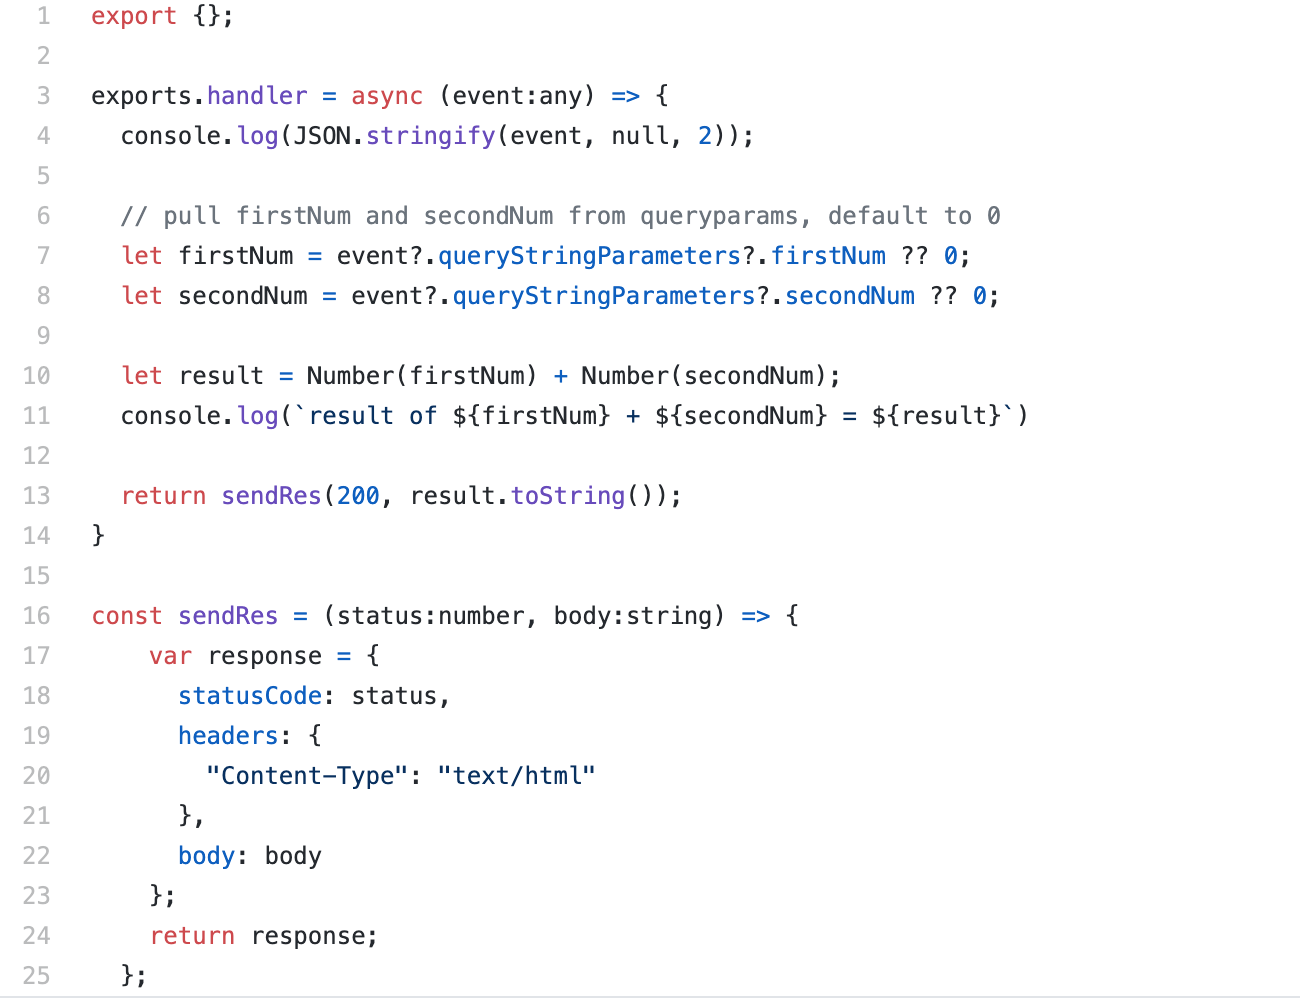 1 export {};
2
3 exports.handler = async (event:any) => {
4   console.log(JSON.stringify(event, null, 2));
5
6   // pull firstNum and secondNum from queryparams, default to 0
7   let firstNum = event?.queryStringParameters?.firstNum ?? 0;
8   let secondNum = event?.queryStringParameters?.secondNum ?? 0;
9
10   let result = Number(firstNum) + Number(secondNum);
11   console.log(`result of ${firstNum} + ${secondNum} = ${result}`)
12
13   return sendRes(200, result.toString());
14 }
15
16 const sendRes = (status:number, body:string) => {
17     var response = {
18       statusCode: status,
19       headers: {
20         "Content-Type": "text/html"
21       },
22       body: body
23     };
24     return response;
25   };